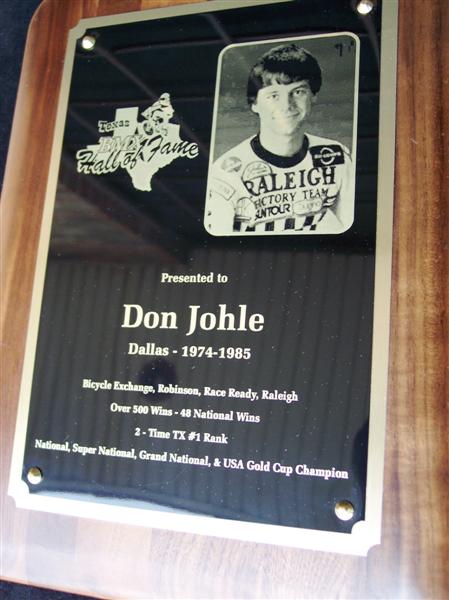 Texas
BMX
Hall of Fame
RALEIGH
FACTORY TEAM
SUNTOUR
Presented to
Don Johle
Dallas - 1974-1985
Bicycle Exchange, Robinson, Race Ready, Raleigh
Over 500 Wins - 48 National Wins
2 - Time TX #1 Rank
National, Super National, Grand National, & USA Gold Cup Champion